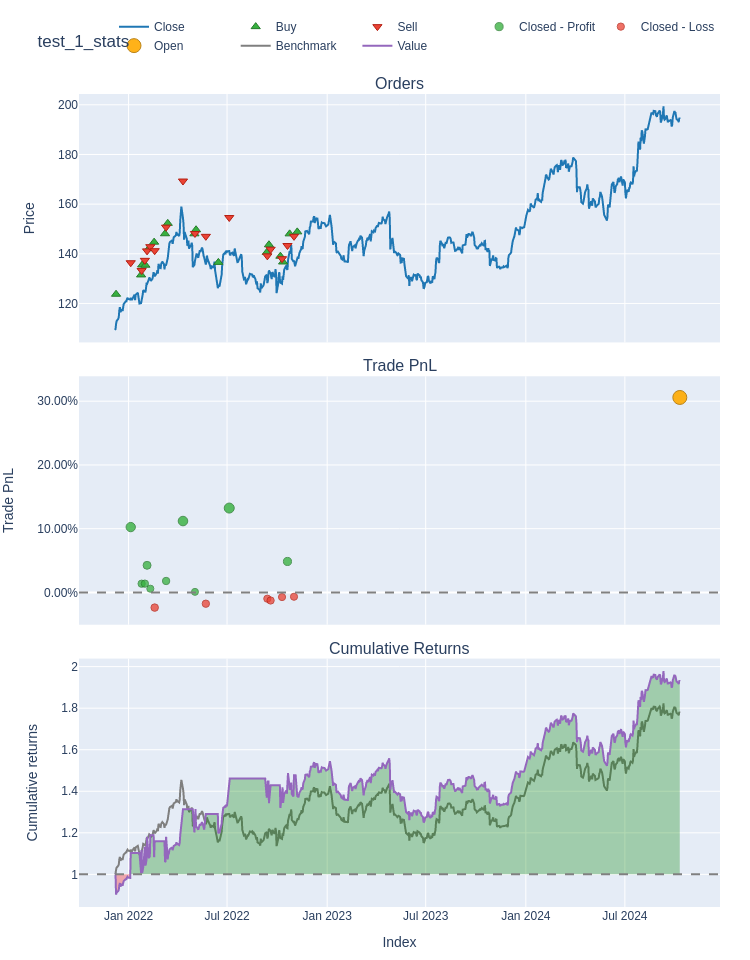 test_1_stats
Close
Buy
Sell
Closed - Profit
Closed - Loss
Open
Benchmark
Value
Orders
200
180
160
140
120
Price
Trade PnL
30.00%
20.00%
10.00%
0.00%
Trade PnL
Cumulative Returns
2
1.8
1.6
1.4
1.2
1
Cumulative returns
Jan 2022
Jul 2022
Jan 2023
Jul 2023
Jan 2024
Jul 2024
Index